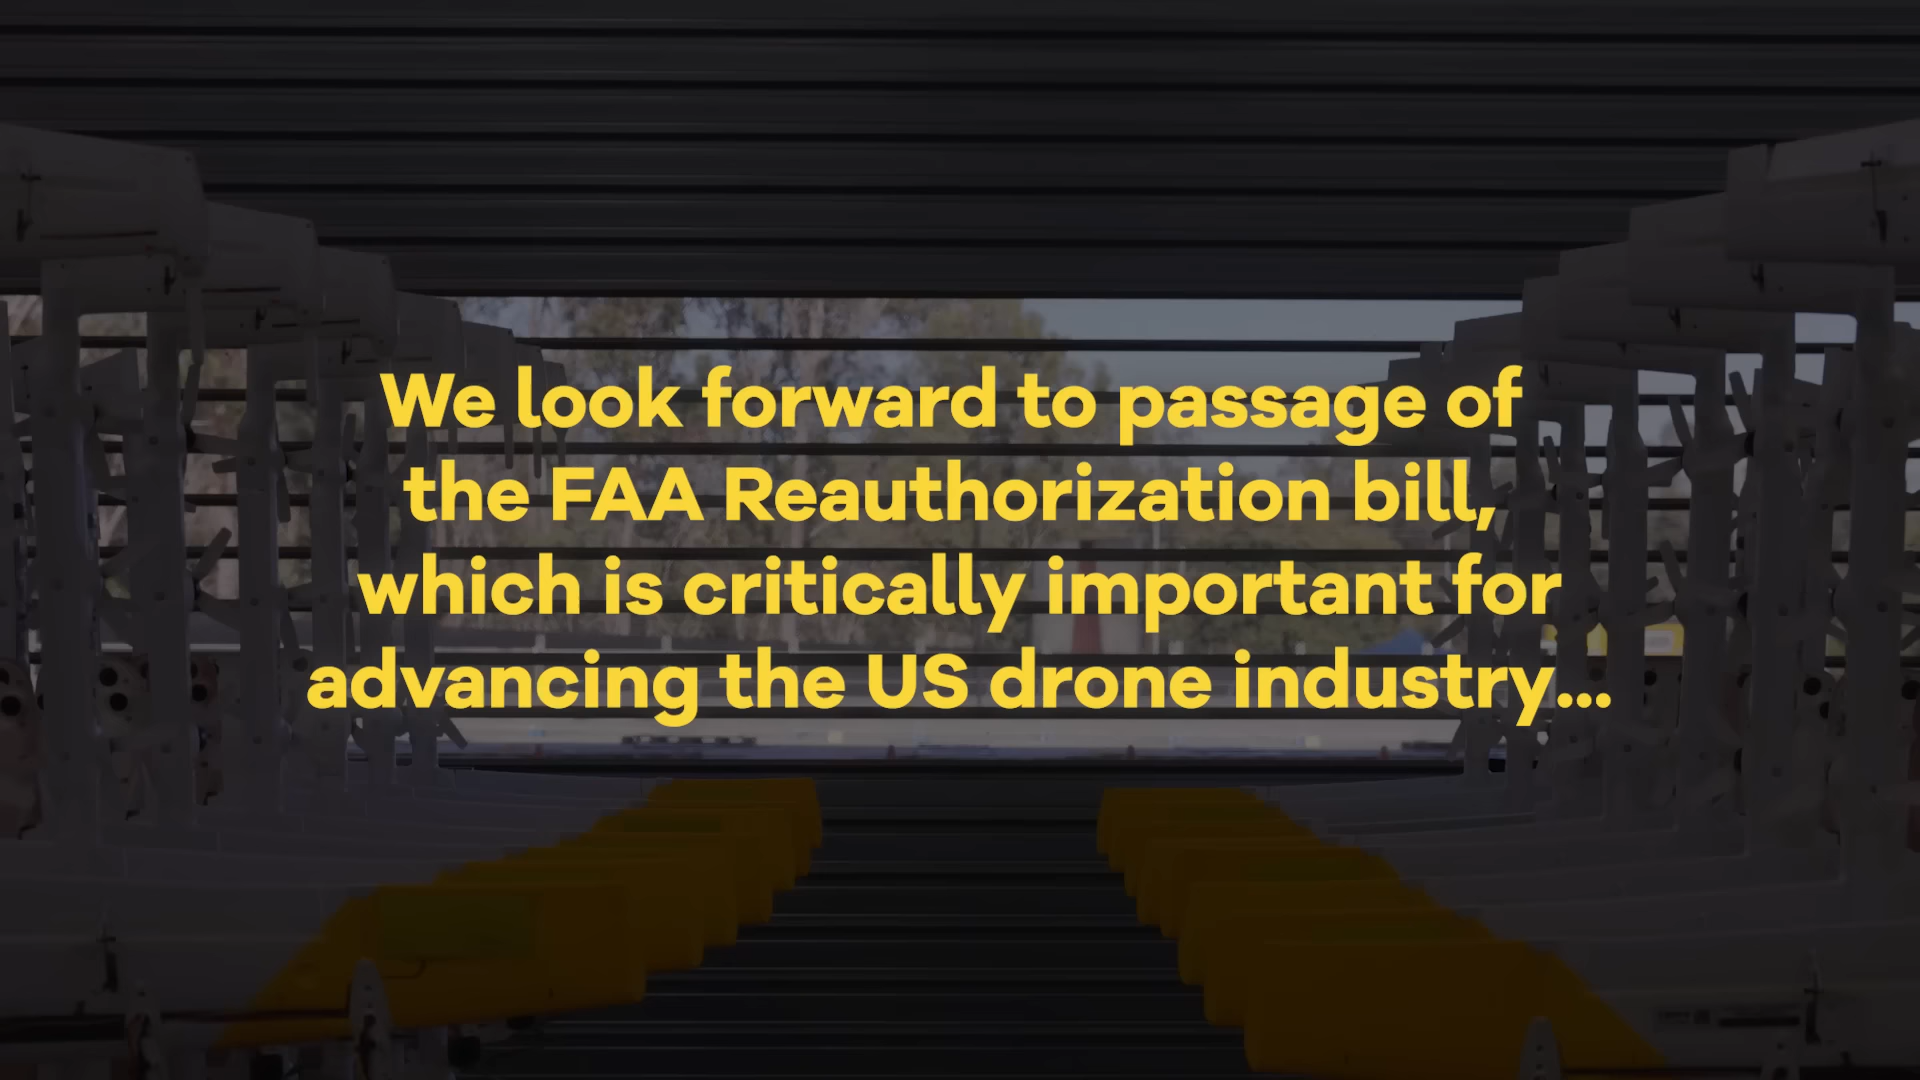 We look forward to passage of
the FAA Reauthorization bill,
which is critically important for
advancing the US drone industry...